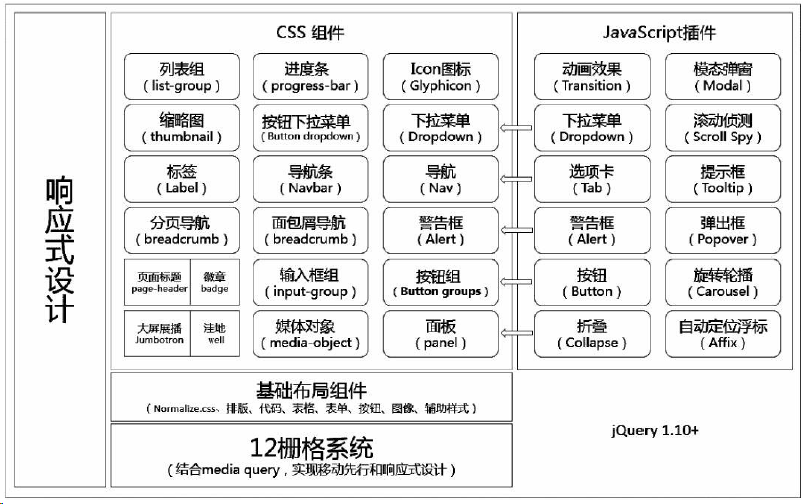 响应式设计
CSS 组件
列表组
( list-group )
进度条
( progress-bar )
Icon图标
( Glyphicon )
缩略图
( thumbnail )
按钮下拉菜单
( Button dropdown )
下拉菜单
( Dropdown )
标签
( Label )
导航条
( Navbar )
导航
( Nav )
分页导航
( breadcrumb )
面包屑导航
( breadcrumb )
警告框
( Alert )
页面标题
page-header
徽章
badge
输入框组
( input-group )
按钮组
( Button groups )
大屏展播
Jumbotron
洼地
well
媒体对象
( media-object )
面板
( panel )
JavaScript插件
动画效果
( Transition )
模态弹窗
( Modal )
下拉菜单
( Dropdown )
滚动侦测
( Scroll Spy )
选项卡
( Tab )
提示框
( Tooltip )
警告框
( Alert )
弹出框
( Popover )
按钮
( Button )
旋转轮播
( Carousel )
折叠
( Collapse )
自动定位浮标
( Affix )
基础布局组件
( Normalize.css、排版、代码、表格、表单、按钮、图像、辅助样式 )
12栅格系统
( 结合media query，实现移动先行和响应式设计 )
jQuery 1.10+